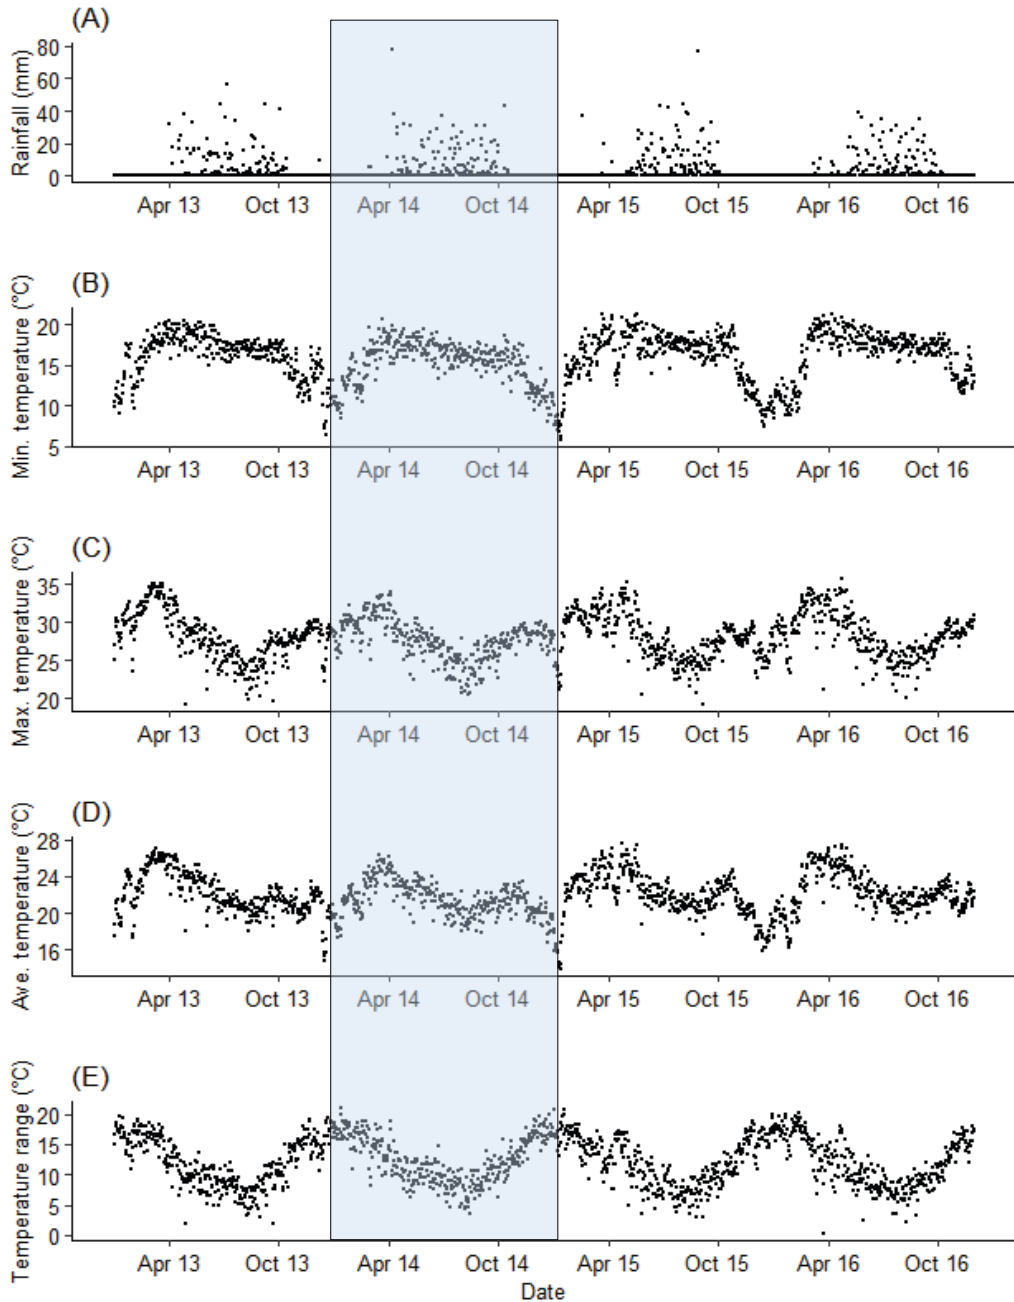 (A)
Rainfall (mm)
80
60
40
20
0
Apr 13 Oct 13 Apr 14 Oct 14 Apr 15 Oct 15 Apr 16 Oct 16
(B)
Min. temperature (°C)
20
15
10
5
Apr 13 Oct 13 Apr 14 Oct 14 Apr 15 Oct 15 Apr 16 Oct 16
(C)
Max. temperature (°C)
35
30
25
20
Apr 13 Oct 13 Apr 14 Oct 14 Apr 15 Oct 15 Apr 16 Oct 16
(D)
Ave. temperature (°C)
28
24
20
16
Apr 13 Oct 13 Apr 14 Oct 14 Apr 15 Oct 15 Apr 16 Oct 16
(E)
Temperature range (°C)
20
15
10
5
0
Apr 13 Oct 13 Apr 14 Oct 14 Apr 15 Oct 15 Apr 16 Oct 16
Date